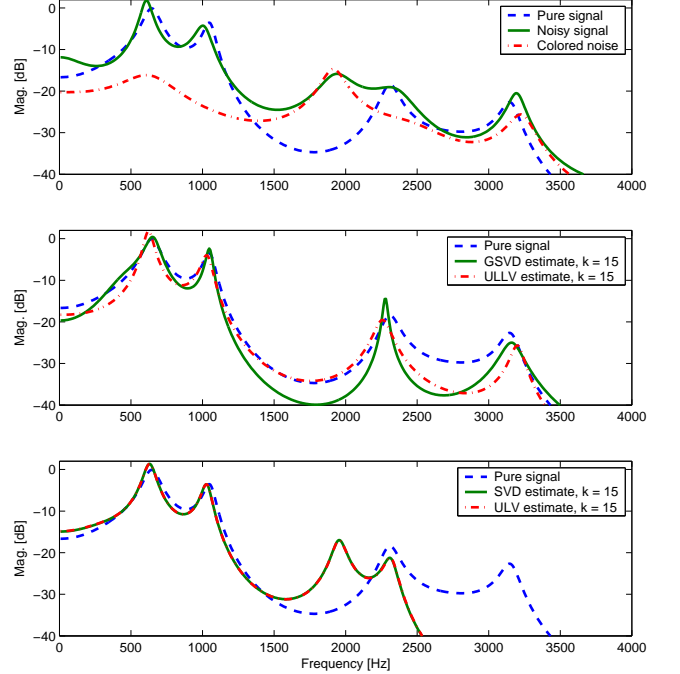 0
−10
−20
−30
−40
Mag. [dB]
Pure signal
Noisy signal
Colored noise
0 500 1000 1500 2000 2500 3000 3500 4000
0
−10
−20
−30
−40
Mag. [dB]
Pure signal
GSVD estimate, k = 15
ULLV estimate, k = 15
0 500 1000 1500 2000 2500 3000 3500 4000
0
−10
−20
−30
−40
Mag. [dB]
Pure signal
SVD estimate, k = 15
ULV estimate, k = 15
0 500 1000 1500 2000 2500 3000 3500 4000
Frequency [Hz]